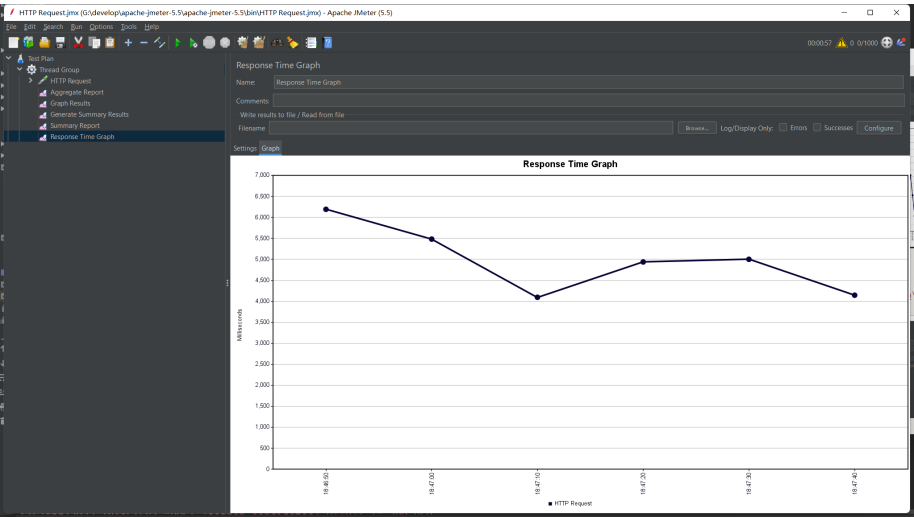 HTTP Request.jmx (G:\develop\apache-jmeter-5.5\apache-jmeter-5.5\bin\HTTP Request.jmx) - Apache JMeter (5.5)
File Edit Search Run Options Tools Help
00:00:57 0 0/1000
Test Plan
Thread Group
HTTP Request
Aggregate Report
Graph Results
Generate Summary Results
Summary Report
Response Time Graph
Response Time Graph
Name: Response Time Graph
Comments
Write results to file / Read from file
Filename Browse... Log/Display Only: Errors Successes Configure
Settings Graph
Response Time Graph
7,000
6,500
6,000
5,500
5,000
4,500
4,000
3,500
3,000
2,500
2,000
1,500
1,000
500
0
Milliseconds
18:46:50
18:47:00
18:47:10
18:47:20
18:47:30
18:47:40
HTTP Request